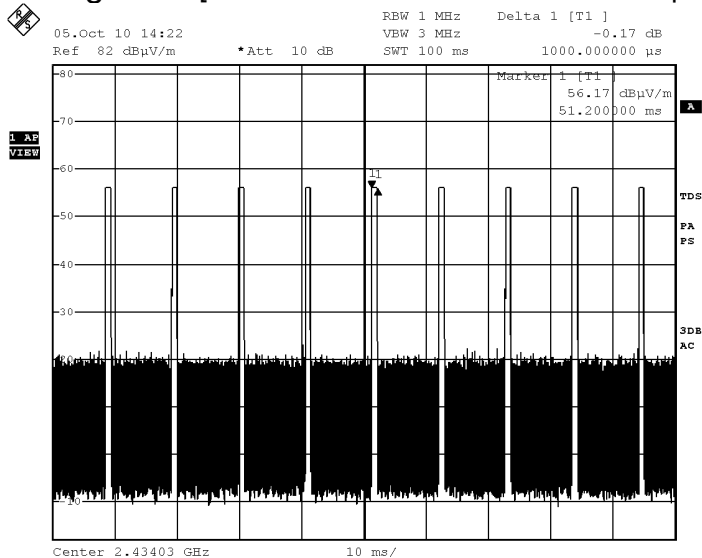 RBW 1 MHz Delta 1 [T1 ]
05.Oct 10 14:22 VBW 3 MHz -0.17 dB
Ref 82 dBµV/m *Att 10 dB SWT 100 ms 1000.000000 µs
80 Marker 1 [T1 ]
56.17 dBµV/m
51.200000 ms
A
70
1 AP
VIEW
60
11
TDS
50
PA
PS
40
30
3DB
AC
20
-10
Center 2.43403 GHz 10 ms/